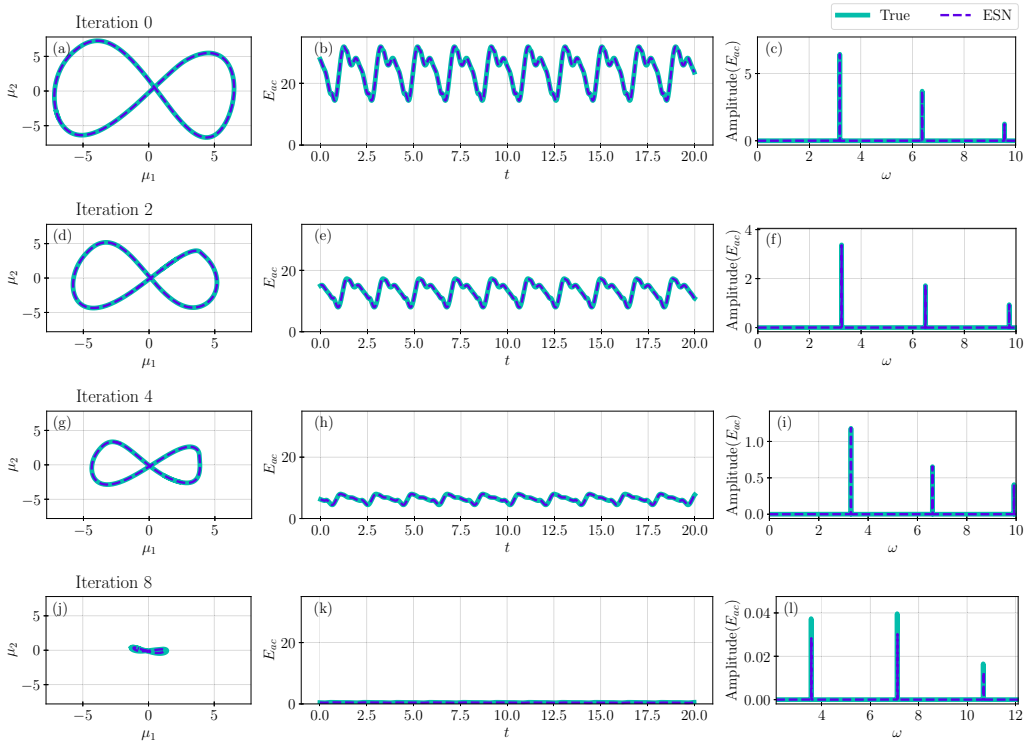 True ESN
Iteration 0
(a) (b) (c)
μ2 5 0 −5
−5 0 5
μ1
Eac 20 0
0.0 2.5 5.0 7.5 10.0 12.5 15.0 17.5 20.0
t
Amplitude(Eac) 5 0
0 2 4 6 8 10
ω
Iteration 2
(d) (e) (f)
μ2 5 0 −5
−5 0 5
μ1
Eac 20 0
0.0 2.5 5.0 7.5 10.0 12.5 15.0 17.5 20.0
t
Amplitude(Eac) 4 2 0
0 2 4 6 8 10
ω
Iteration 4
(g) (h) (i)
μ2 5 0 −5
−5 0 5
μ1
Eac 20 0
0.0 2.5 5.0 7.5 10.0 12.5 15.0 17.5 20.0
t
Amplitude(Eac) 1.0 0.5 0.0
0 2 4 6 8 10
ω
Iteration 8
(j) (k) (l)
μ2 5 0 −5
−5 0 5
μ1
Eac 20 0
0.0 2.5 5.0 7.5 10.0 12.5 15.0 17.5 20.0
t
Amplitude(Eac) 0.04 0.02 0.00
4 6 8 10 12
ω